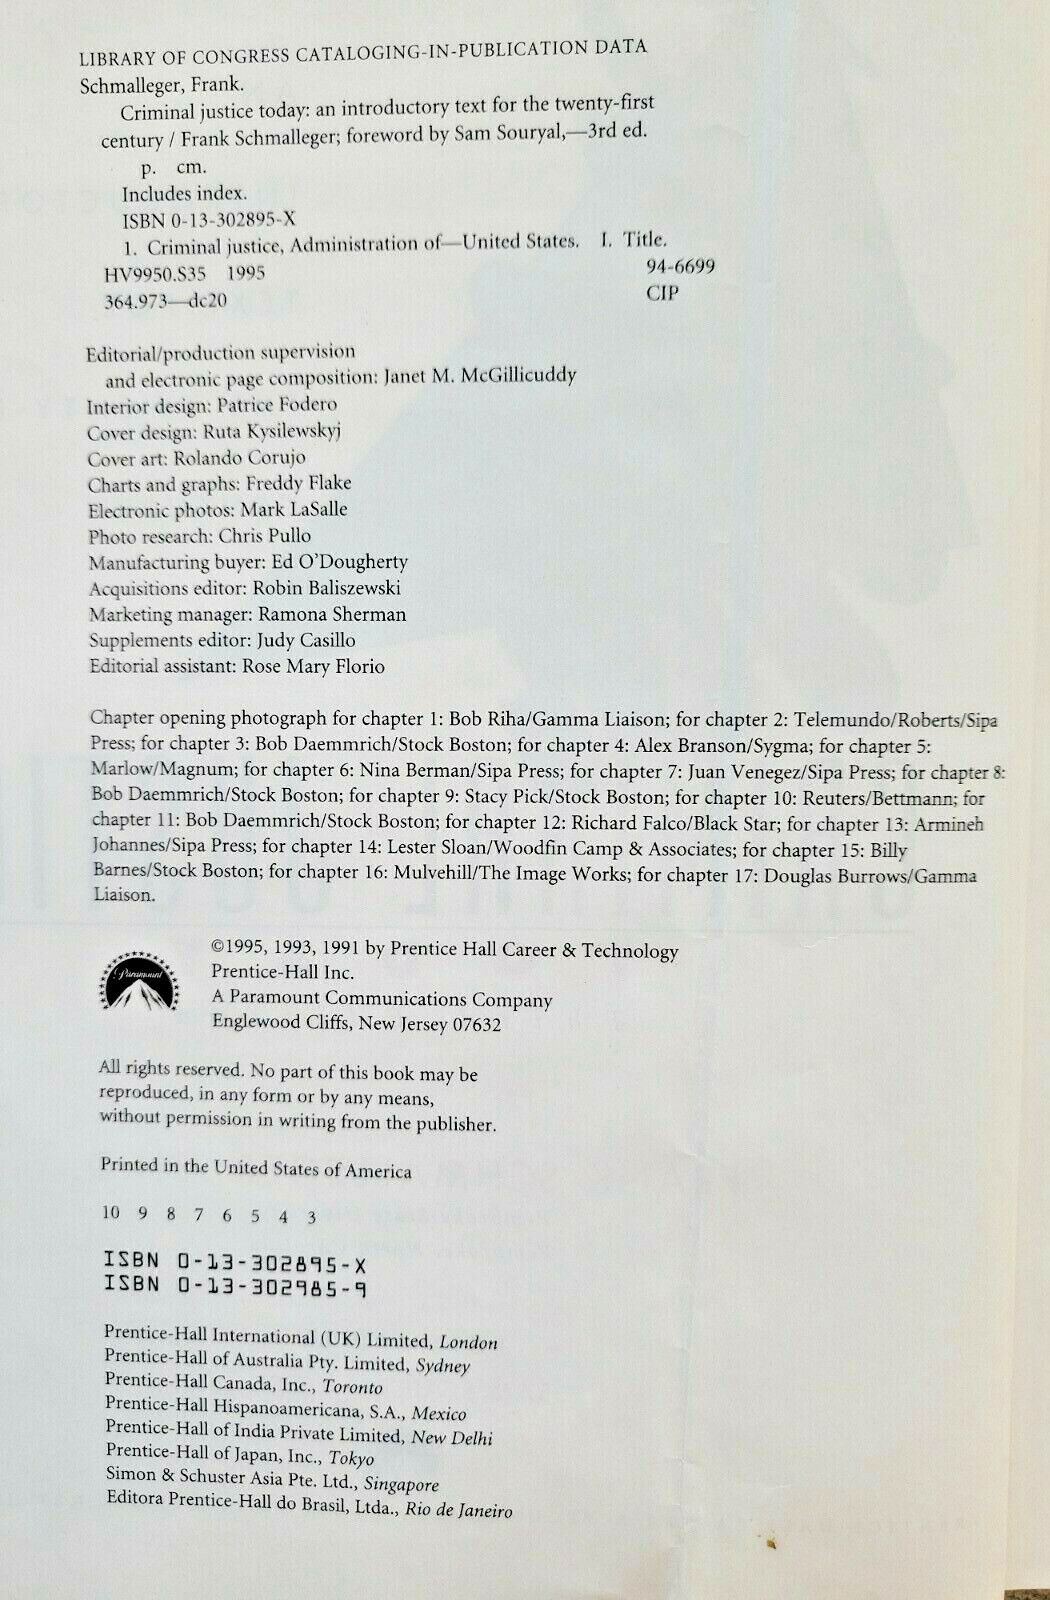 LIBRARY OF CONGRESS CATALOGING-IN-PUBLICATION DATA
Schmalleger, Frank.
Criminal justice today: an introductory text for the twenty-first
century / Frank Schmalleger; foreword by Sam Souryal,—3rd ed.
p. cm.
Includes index.
ISBN 0-13-302895-X
1. Criminal justice, Administration of—United States. I. Title.
HV9950.S35 1995 94-6699
364.973—dc20 CIP
Editorial/production supervision
and electronic page composition: Janet M. McGillicuddy
Interior design: Patrice Fodero
Cover design: Ruta Kysilewskyj
Cover art: Rolando Corujo
Charts and graphs: Freddy Flake
Electronic photos: Mark LaSalle
Photo research: Chris Pullo
Manufacturing buyer: Ed O'Dougherty
Acquisitions editor: Robin Baliszewski
Marketing manager: Ramona Sherman
Supplements editor: Judy Casillo
Editorial assistant: Rose Mary Florio
Chapter opening photograph for chapter 1: Bob Riha/Gamma Liaison; for chapter 2: Telemundo/Roberts/Sipa
Press; for chapter 3: Bob Daemmrich/Stock Boston; for chapter 4: Alex Branson/Sygma; for chapter 5:
Marlow/Magnum; for chapter 6: Nina Berman/Sipa Press; for chapter 7: Juan Venegez/Sipa Press; for chapter 8:
Bob Daemmrich/Stock Boston; for chapter 9: Stacy Pick/Stock Boston; for chapter 10: Reuters/Bettmann; for
chapter 11: Bob Daemmrich/Stock Boston; for chapter 12: Richard Falco/Black Star; for chapter 13: Armineh
Johannes/Sipa Press; for chapter 14: Lester Sloan/Woodfin Camp & Associates; for chapter 15: Billy
Barnes/Stock Boston; for chapter 16: Mulvehill/The Image Works; for chapter 17: Douglas Burrows/Gamma
Liaison.
Paramount
©1995, 1993, 1991 by Prentice Hall Career & Technology
Prentice-Hall Inc.
A Paramount Communications Company
Englewood Cliffs, New Jersey 07632
All rights reserved. No part of this book may be
reproduced, in any form or by any means,
without permission in writing from the publisher.
Printed in the United States of America
10 9 8 7 6 5 4 3
ISBN 0-13-302895-X
ISBN 0-13-302985-9
Prentice-Hall International (UK) Limited, London
Prentice-Hall of Australia Pty. Limited, Sydney
Prentice-Hall Canada, Inc., Toronto
Prentice-Hall Hispanoamericana, S.A., Mexico
Prentice-Hall of India Private Limited, New Delhi
Prentice-Hall of Japan, Inc., Tokyo
Simon & Schuster Asia Pte. Ltd., Singapore
Editora Prentice-Hall do Brasil, Ltda., Rio de Janeiro